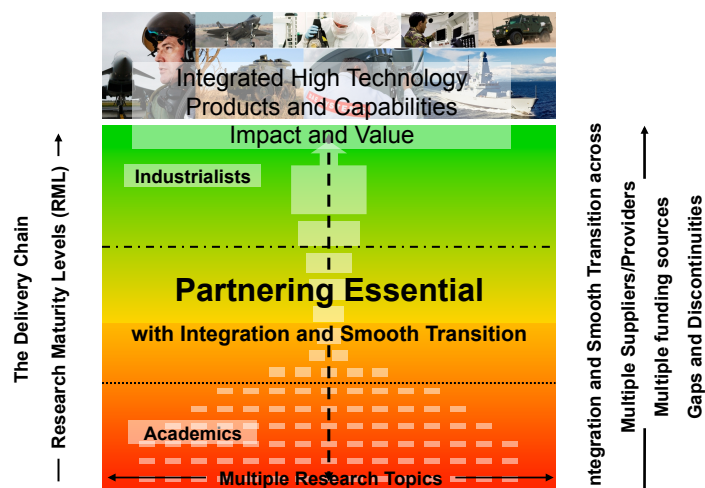 Integrated High Technology
Products and Capabilities
Impact and Value
Industrialists
Partnering Essential
with Integration and Smooth Transition
Academics
Multiple Research Topics
The Delivery Chain
Research Maturity Levels (RML)
ntegration and Smooth Transition across
Multiple Suppliers/Providers
Multiple funding sources
Gaps and Discontinuities